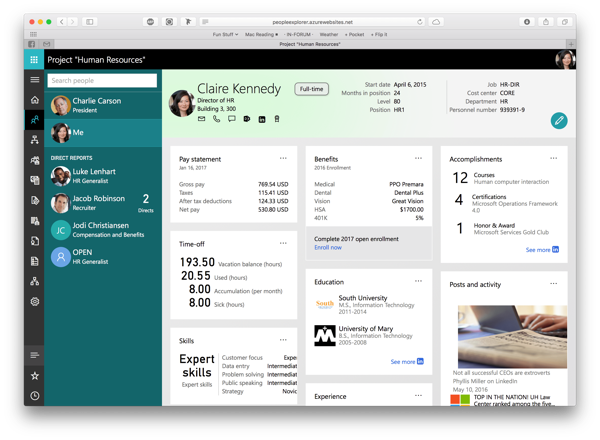 peopleexplorer.azurewebsites.net
Fun Stuff
Mac Reading
IN-FORUM
Weather
+ Pocket
+ Flip it
Project "Human Resources"
Project "Human Resources"
Search people
Charlie Carson
President
Me
DIRECT REPORTS
Luke Lenhart
HR Generalist
Jacob Robinson
Recruiter
2
Directs
JC
Jodi Christiansen
Compensation and Benefits
OPEN
HR Generalist
Claire Kennedy
Full-time
Director of HR
Building 3, 300
Start date April 6, 2015
Months in position 24
Level 80
Position HR1
Job HR-DIR
Cost center CORE
Department HR
Personnel number 939391-9
Pay statement
Jan 16, 2017
Gross pay 769.54 USD
Taxes 115.41 USD
After tax deductions 124.33 USD
Net pay 530.80 USD
Time-off
193.50 Vacation balance (hours)
20.55 Used (hours)
8.00 Accumulation (per month)
8.00 Sick (hours)
Skills
Expert skills
Expert skills
Customer focus Expe
Data entry Intermediat
Problem solving Intermediat
Public speaking Intermediat
Strategy Novic
Benefits
2016 Enrollment
Medical PPO Premara
Dental Dental Plus
Vision Great Vision
HSA $1700.00
401K 5%
Complete 2017 open enrollment
Enroll now
Education
South
South University
M.S., Information Technology
2011-2014
University of Mary
B.S., Information Technology
2005-2008
See more in
Experience
Accomplishments
12 Courses
Human computer interaction
4 Certifications
Microsoft Operations Framework
4.0
1 Honor & Award
Microsoft Services Gold Club
See more in
Posts and activity
Not all successful CEOs are extroverts
Phyllis Miller on LinkedIn
May 10, 2016
TOP IN THE NATION! UH Law
Center ranked among the five...